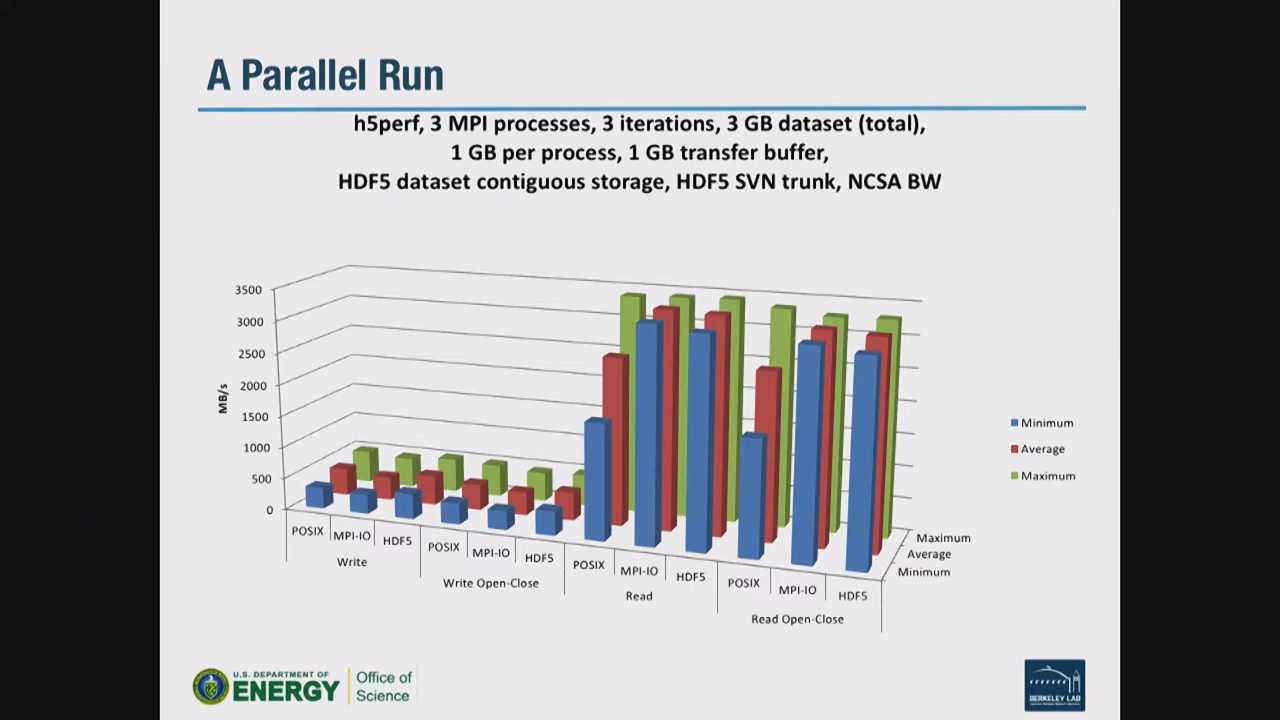 A Parallel Run
h5perf, 3 MPI processes, 3 iterations, 3 GB dataset (total),
1 GB per process, 1 GB transfer buffer,
HDF5 dataset contiguous storage, HDF5 SVN trunk, NCSA BW
3500
3000
2500
2000
1500
1000
500
0
MB/s
POSIX
MPI-IO
HDF5
POSIX
MPI-IO
HDF5
POSIX
MPI-IO
HDF5
POSIX
MPI-IO
HDF5
Write
Write Open-Close
Read
Read Open-Close
Maximum
Average
Minimum
Minimum
Average
Maximum
U.S. DEPARTMENT OF
ENERGY
Office of
Science
BERKELEY LAB